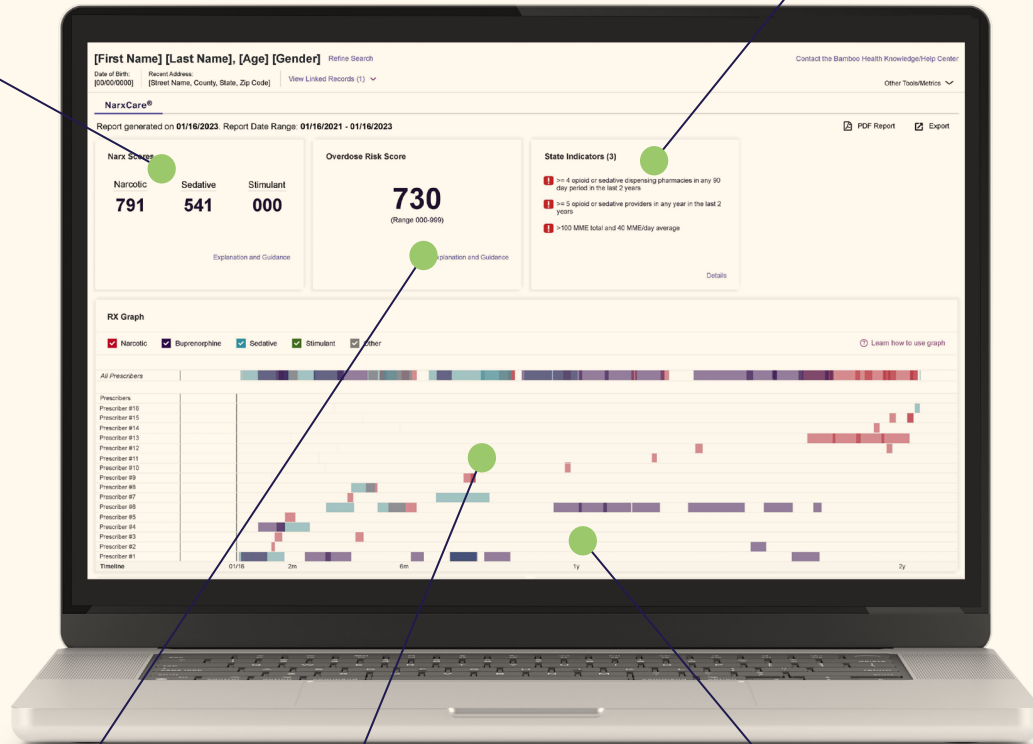 [First Name] [Last Name], [Age] [Gender] Refine Search
Contact the Bamboo Health Knowledge/Help Center
Date of Birth:
[00/00/0000]
Recent Address:
[Street Name, County, State, Zip Code]
View Linked Records (1)
Other Tools/Metrics
NarxCare®
Report generated on 01/16/2023. Report Date Range: 01/16/2021 - 01/16/2023
PDF Report
Export
Narx Scores
Narcotic Sedative Stimulant
791 541 000
Explanation and Guidance
Overdose Risk Score
730
(Range 000-999)
planation and Guidance
State Indicators (3)
>= 4 opioid or sedative dispensing pharmacies in any 90
day period in the last 2 years
>= 5 opioid or sedative providers in any year in the last 2
years
>100 MME total and 40 MME/day average
Details
RX Graph
Narcotic Buprenorphine Sedative Stimulant Other
Learn how to use graph
All Prescribers
Prescribers
Prescriber #16
Prescriber #15
Prescriber #14
Prescriber #13
Prescriber #12
Prescriber #11
Prescriber #10
Prescriber #9
Prescriber #8
Prescriber #7
Prescriber #6
Prescriber #5
Prescriber #4
Prescriber #3
Prescriber #2
Prescriber #1
Timeline 01/16 2m 6m 1y 2y